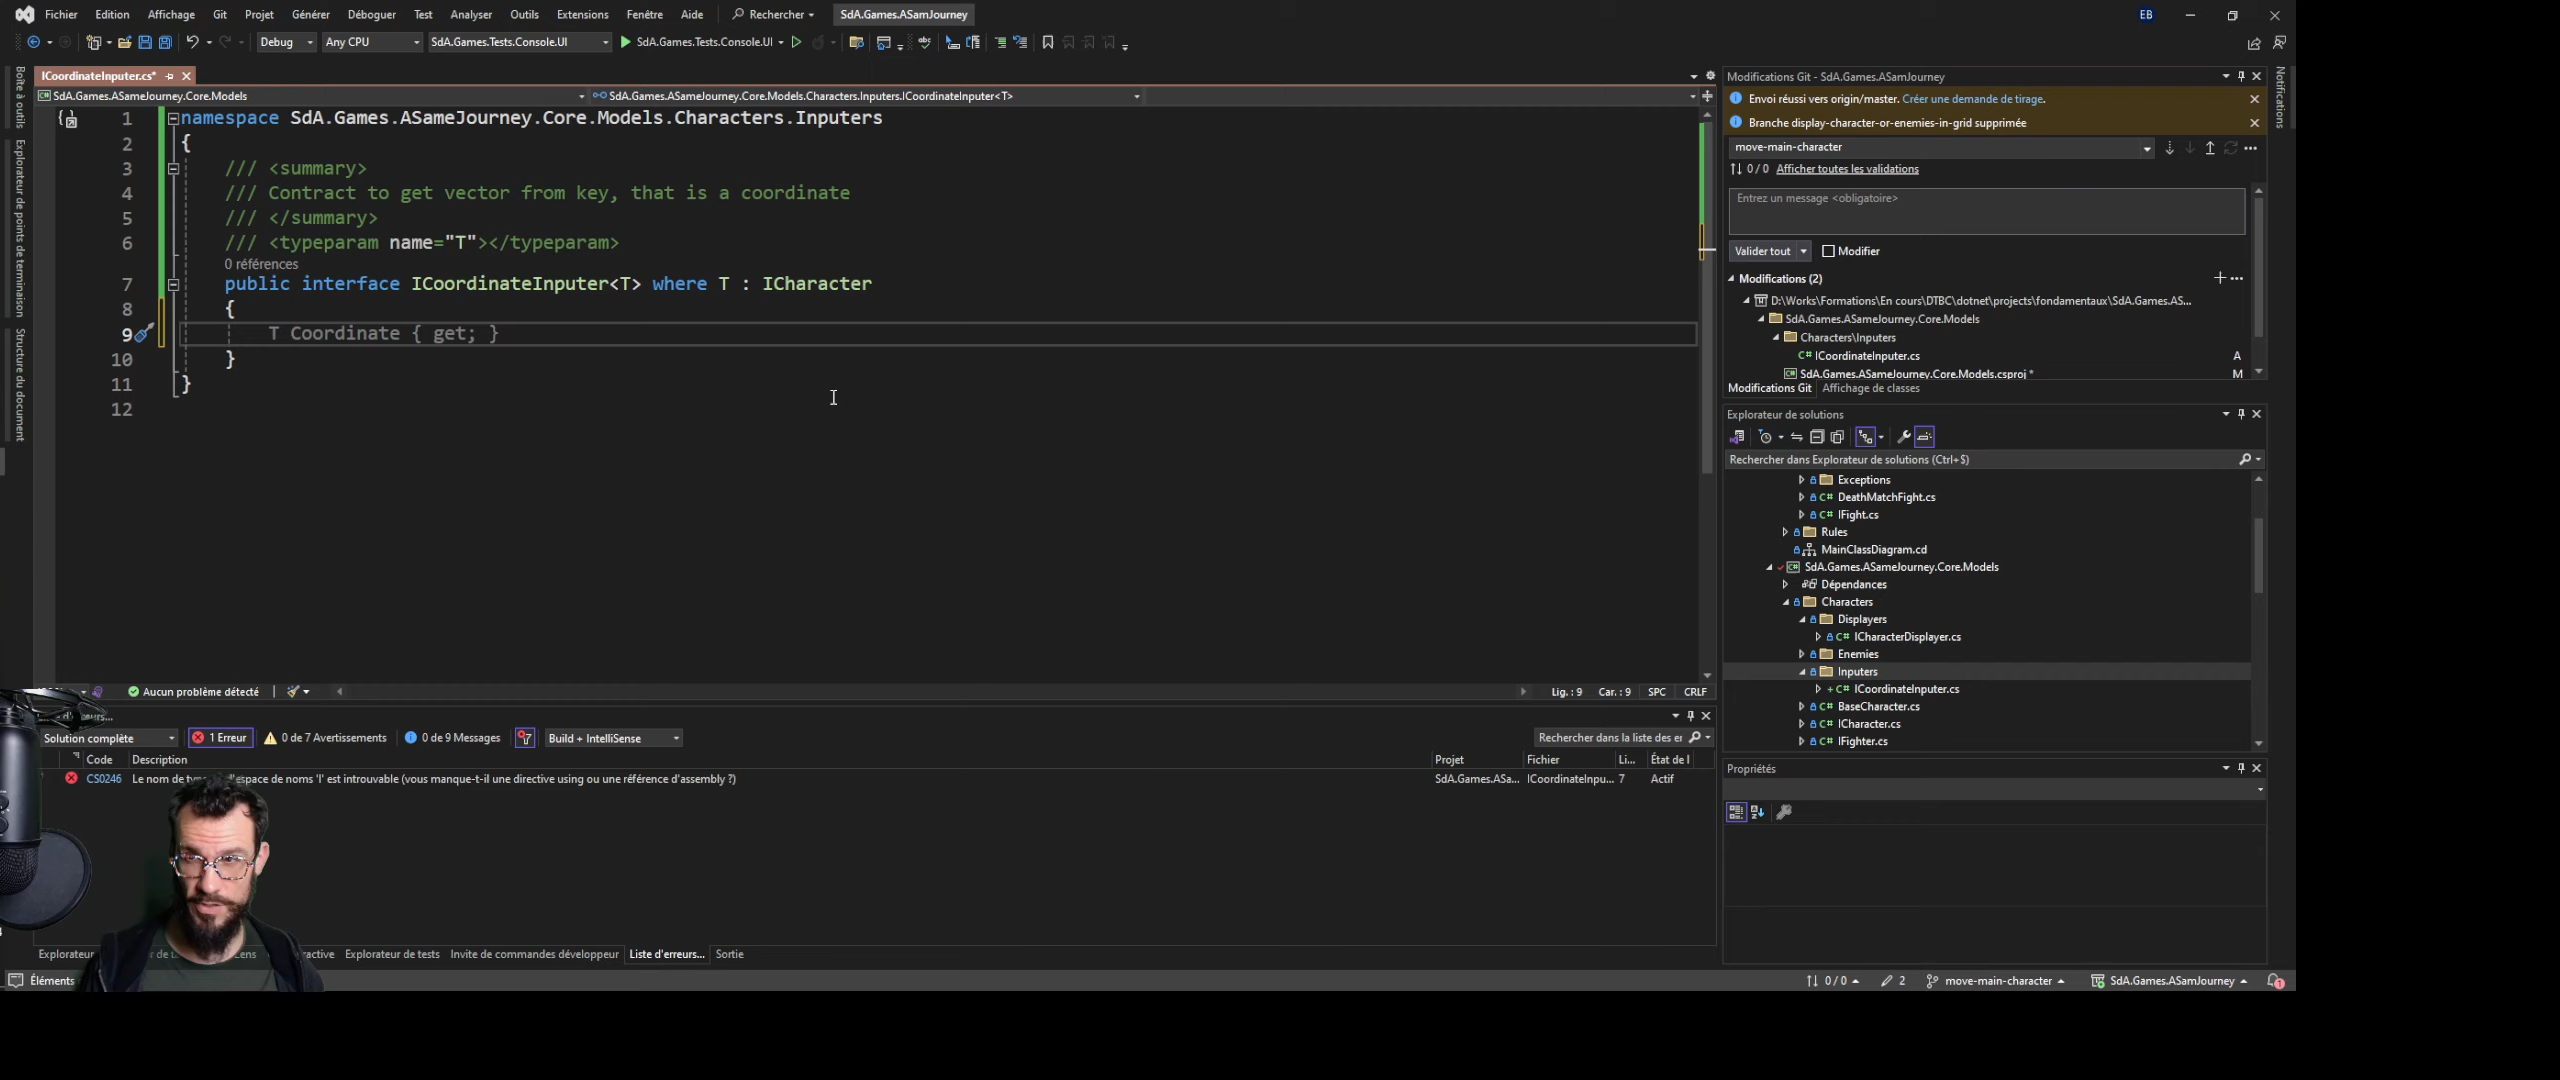 Fichier Edition Affichage Git Projet Générer Déboguer Test Analyser Outils Extensions Fenêtre Aide Rechercher SdA.Games.ASamJourney EB
Debug Any CPU SdA.Games.Tests.Console.UI SdA.Games.Tests.Console.UI
Boîte à outils
Explorateur de points de terminaison
Structure du document
ICoordinateInputer.cs*
SdA.Games.ASameJourney.Core.Models SdA.Games.ASameJourney.Core.Models.Characters.Inputers.ICoordinateInputer<T>
1 namespace SdA.Games.ASameJourney.Core.Models.Characters.Inputers
2 {
3 /// <summary>
4 /// Contract to get vector from key, that is a coordinate
5 /// </summary>
6 /// <typeparam name="T"></typeparam>
0 références
7 public interface ICoordinateInputer<T> where T : ICharacter
8 {
9 T Coordinate { get; }
10 }
11 }
12
Aucun problème détecté Lig. : 9 Car. : 9 SPC CRLF
Solution complète 1 Erreur 0 de 7 Avertissements 0 de 9 Messages Build + IntelliSense Rechercher dans la liste des er
Code Description Projet Fichier Li... État de l
CS0246 Le nom de d'espace de noms 'I' est introuvable (vous manque-t-il une directive using ou une référence d'assembly ?) SdA.Games.ASa... ICoordinateInpu... 7 Actif
Explorateur Explorateur de tests Invite de commandes développeur Liste d'erreurs... Sortie
Éléments 0 / 0 2 move-main-character SdA.Games.ASamJourney 1
Modifications Git - SdA.Games.ASamJourney
Envoi réussi vers origin/master. Créer une demande de tirage.
Branche display-character-or-enemies-in-grid supprimée
move-main-character
0 / 0 Afficher toutes les validations
Entrez un message <obligatoire>
Valider tout Modifier
Modifications (2)
D:\Works\Formations\En cours\DTBC\dotnet\projects\fondamentaux\SdA.Games.AS...
SdA.Games.ASameJourney.Core.Models
Characters\Inputers
C# ICoordinateInputer.cs A
SdA.Games.ASameJourney.Core.Models.csproj * M
Modifications Git Affichage de classes
Explorateur de solutions
Rechercher dans Explorateur de solutions (Ctrl+$)
Exceptions
C# DeathMatchFight.cs
C# IFight.cs
Rules
MainClassDiagram.cd
SdA.Games.ASameJourney.Core.Models
Dépendances
Characters
Displayers
C# ICharacterDisplayer.cs
Enemies
Inputers
+ C# ICoordinateInputer.cs
C# BaseCharacter.cs
C# ICharacter.cs
C# IFighter.cs
Propriétés
Notifications